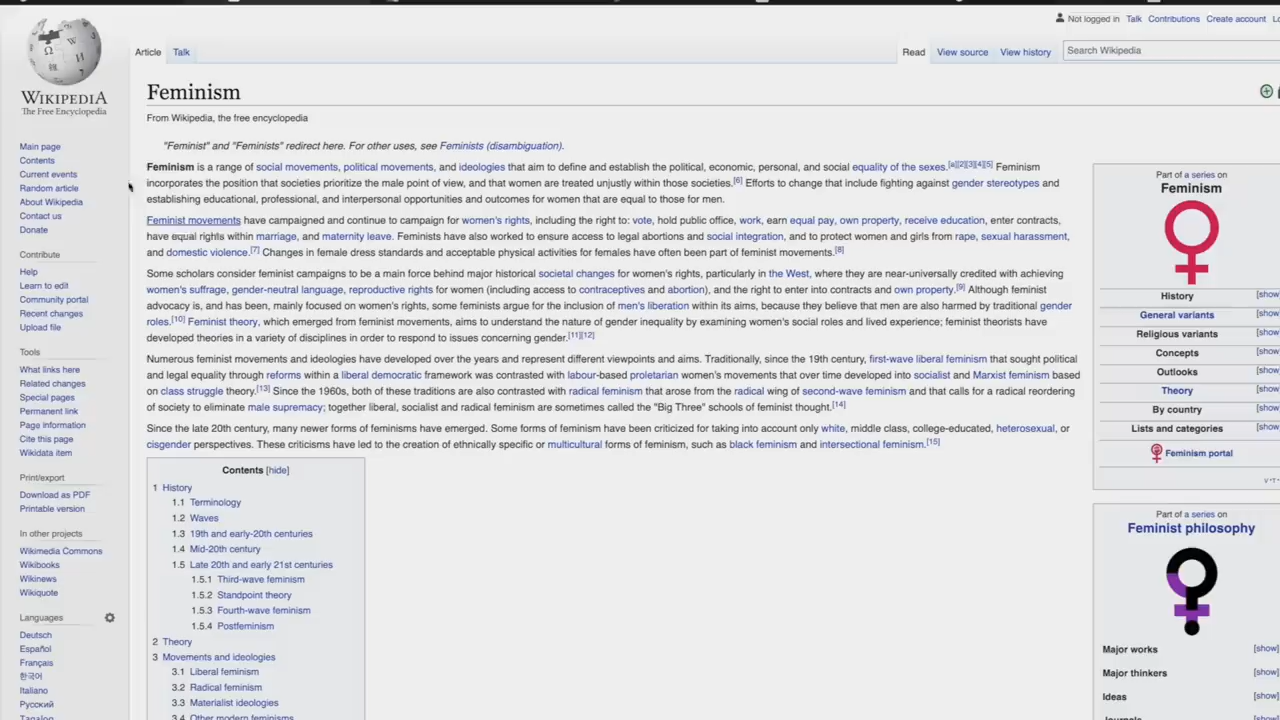 Not logged in Talk Contributions Create account
WIKIPEDIA
The Free Encyclopedia
Article Talk
Read View source View history Search Wikipedia
Main page
Contents
Current events
Random article
About Wikipedia
Contact us
Donate
Contribute
Help
Learn to edit
Community portal
Recent changes
Upload file
Tools
What links here
Related changes
Special pages
Permanent link
Page information
Cite this page
Wikidata item
Print/export
Download as PDF
Printable version
In other projects
Wikimedia Commons
Wikibooks
Wikinews
Wikiquote
Languages
Deutsch
Español
Français
한국어
Italiano
Русский
Tagalog
Feminism
From Wikipedia, the free encyclopedia
"Feminist" and "Feminists" redirect here. For other uses, see Feminists (disambiguation).
Feminism is a range of social movements, political movements, and ideologies that aim to define and establish the political, economic, personal, and social equality of the sexes.[a][2][3][4][5] Feminism
incorporates the position that societies prioritize the male point of view, and that women are treated unjustly within those societies.[6] Efforts to change that include fighting against gender stereotypes and
establishing educational, professional, and interpersonal opportunities and outcomes for women that are equal to those for men.
Feminist movements have campaigned and continue to campaign for women's rights, including the right to: vote, hold public office, work, earn equal pay, own property, receive education, enter contracts,
have equal rights within marriage, and maternity leave. Feminists have also worked to ensure access to legal abortions and social integration, and to protect women and girls from rape, sexual harassment,
and domestic violence.[7] Changes in female dress standards and acceptable physical activities for females have often been part of feminist movements.[8]
Some scholars consider feminist campaigns to be a main force behind major historical societal changes for women's rights, particularly in the West, where they are near-universally credited with achieving
women's suffrage, gender-neutral language, reproductive rights for women (including access to contraceptives and abortion), and the right to enter into contracts and own property.[9] Although feminist
advocacy is, and has been, mainly focused on women's rights, some feminists argue for the inclusion of men's liberation within its aims, because they believe that men are also harmed by traditional gender
roles.[10] Feminist theory, which emerged from feminist movements, aims to understand the nature of gender inequality by examining women's social roles and lived experience; feminist theorists have
developed theories in a variety of disciplines in order to respond to issues concerning gender.[11][12]
Numerous feminist movements and ideologies have developed over the years and represent different viewpoints and aims. Traditionally, since the 19th century, first-wave liberal feminism that sought political
and legal equality through reforms within a liberal democratic framework was contrasted with labour-based proletarian women's movements that over time developed into socialist and Marxist feminism based
on class struggle theory.[13] Since the 1960s, both of these traditions are also contrasted with radical feminism that arose from the radical wing of second-wave feminism and that calls for a radical reordering
of society to eliminate male supremacy; together liberal, socialist and radical feminism are sometimes called the "Big Three" schools of feminist thought.[14]
Since the late 20th century, many newer forms of feminisms have emerged. Some forms of feminism have been criticized for taking into account only white, middle class, college-educated, heterosexual, or
cisgender perspectives. These criticisms have led to the creation of ethnically specific or multicultural forms of feminism, such as black feminism and intersectional feminism.[15]
Contents [hide]
1 History
1.1 Terminology
1.2 Waves
1.3 19th and early-20th centuries
1.4 Mid-20th century
1.5 Late 20th and early 21st centuries
1.5.1 Third-wave feminism
1.5.2 Standpoint theory
1.5.3 Fourth-wave feminism
1.5.4 Postfeminism
2 Theory
3 Movements and ideologies
3.1 Liberal feminism
3.2 Radical feminism
3.3 Materialist ideologies
3.4 Other modern feminisms
Part of a series on
Feminism
History [show
General variants [show
Religious variants [show
Concepts [show
Outlooks [show
Theory [show
By country [show
Lists and categories [show
Feminism portal
V · T ·
Part of a series on
Feminist philosophy
Major works [show]
Major thinkers [show]
Ideas [show]
Journals [show]